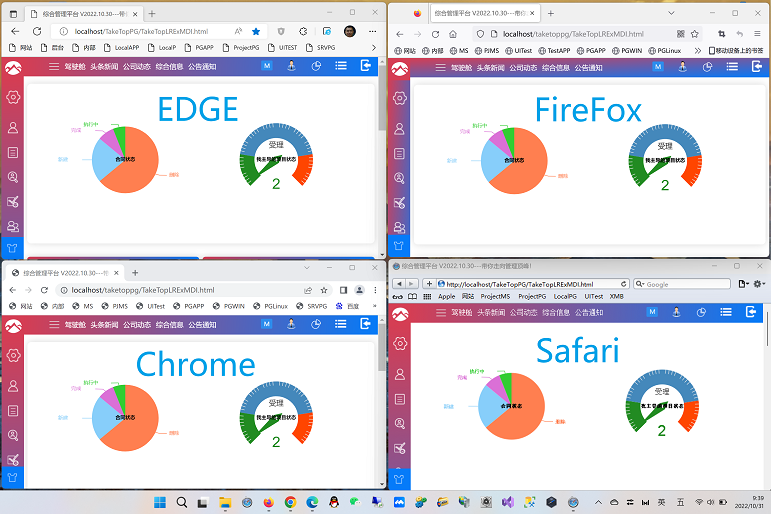 综合管理平台 V2022.10.30---带你
localhost/TakeTopPG/TakeTopLRExMDI.html
网站 后台 内部 LocalAPP LocalP PGAPP ProjectPG UITEST SRVPG
驾驶舱 头条新闻 公司动态 综合信息 公告通知 M
EDGE
执行中
完成
新建
合同状态
删除
受理
我主导的项目状态
2
综合管理平台 V2022.10.30---带你
localhost/taketoppg/TakeTopLRExMDI.html
网站 内部 MS PJMS UITest TestAPP PGAPP PGWIN PGLinux 移动设备上的书签
驾驶舱 头条新闻 公司动态 综合信息 公告通知 M
FireFox
执行中
完成
新建
合同状态
删除
受理
我主导的项目状态
2
综合管理平台 V2022.10.30---带
localhost/taketoppg/TakeTopLRExMDI.html
网站 内部 MS PJMS UITest PGAPP PGWIN PGLinux SRVPG 百度
驾驶舱 头条新闻 公司动态 综合信息 公告通知 M
Chrome
执行中
完成
新建
合同状态
删除
受理
我主导的项目状态
2
综合管理平台 V2022.10.30---带你走向管理顶峰!
http://localhost/TakeTopPG/TakeTopLRExMDI.html Google
Apple 网站 ProjectMS ProjectPG LocalPG UITest XMB
驾驶舱 头条新闻 公司动态 综合信息 公告通知 M
Safari
执行中
完成
新建
合同状态
删除
受理
我主导的项目状态
2
英 五 9:39
2022/10/31